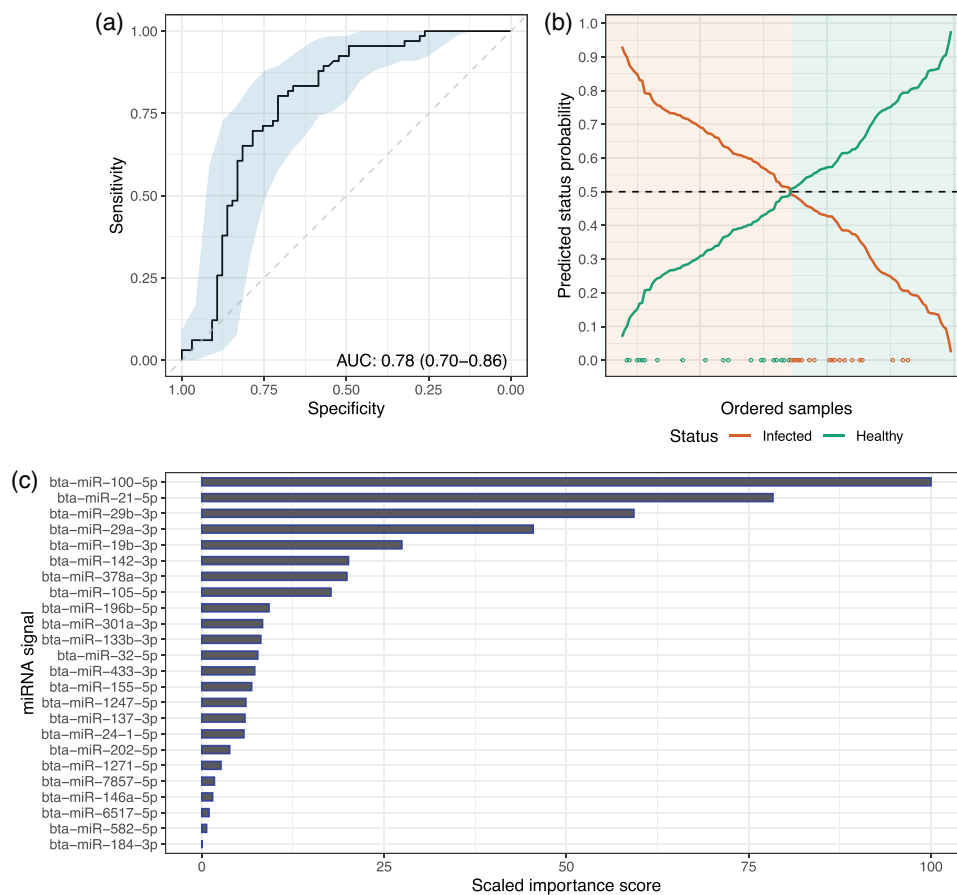 (a)
1.00
0.75
0.50
0.25
0.00
Sensitivity
AUC: 0.78 (0.70–0.86)
1.00 0.75 0.50 0.25 0.00
Specificity
(b)
1.0
0.9
0.8
0.7
0.6
0.5
0.4
0.3
0.2
0.1
0.0
Predicted status probability
Ordered samples
Status Infected Healthy
(c)
bta−miR−100−5p
bta−miR−21−5p
bta−miR−29b−3p
bta−miR−29a−3p
bta−miR−19b−3p
bta−miR−142−3p
bta−miR−378a−3p
bta−miR−105−5p
bta−miR−196b−5p
bta−miR−301a−3p
bta−miR−133b−3p
bta−miR−32−5p
bta−miR−433−3p
bta−miR−155−5p
bta−miR−1247−5p
bta−miR−137−3p
bta−miR−24−1−5p
bta−miR−202−5p
bta−miR−1271−5p
bta−miR−7857−5p
bta−miR−146a−5p
bta−miR−6517−5p
bta−miR−582−5p
bta−miR−184−3p
miRNA signal
0 25 50 75 100
Scaled importance score